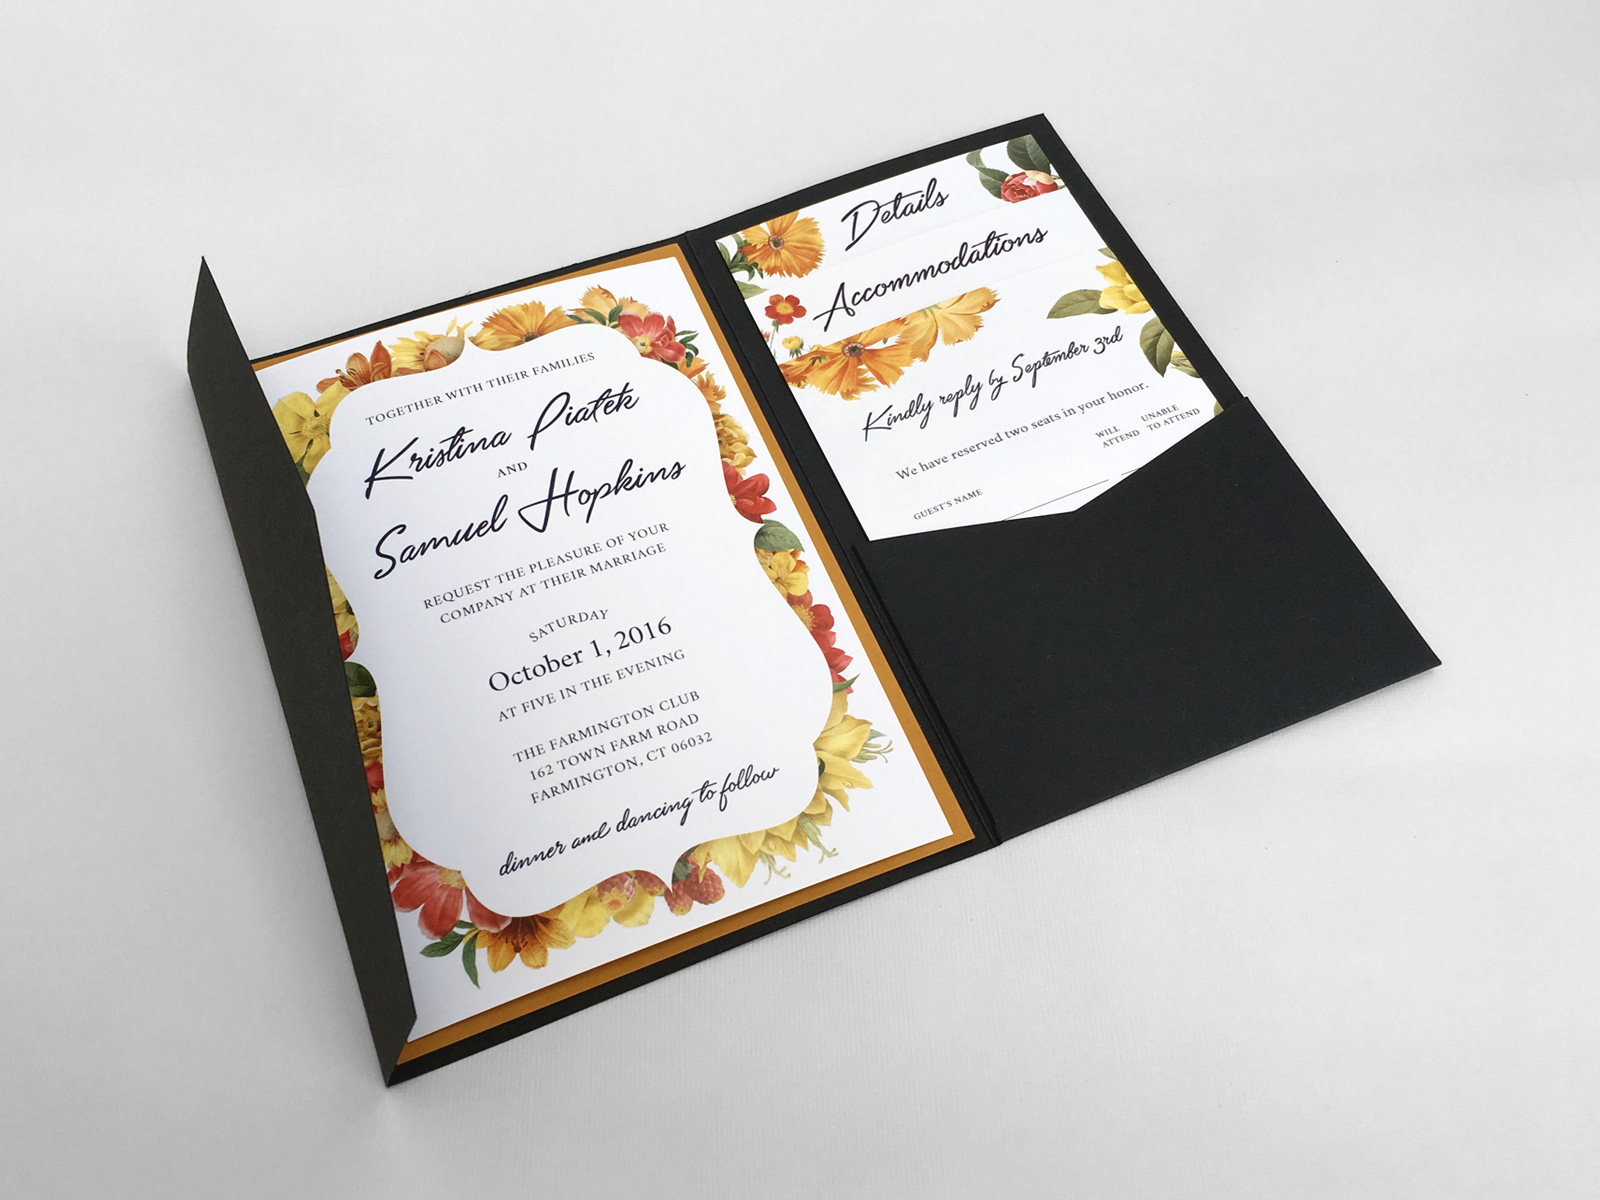 TOGETHER WITH THEIR FAMILIES
Kristina Piatek
AND
Samuel Hopkins
REQUEST THE PLEASURE OF YOUR
COMPANY AT THEIR MARRIAGE
SATURDAY
October 1, 2016
AT FIVE IN THE EVENING
THE FARMINGTON CLUB
162 TOWN FARM ROAD
FARMINGTON, CT 06032
dinner and dancing to follow
Details
Accommodations
Kindly reply by September 3rd
We have reserved two seats in your honor.
WILL
ATTEND
UNABLE
TO ATTEND
GUEST'S NAME